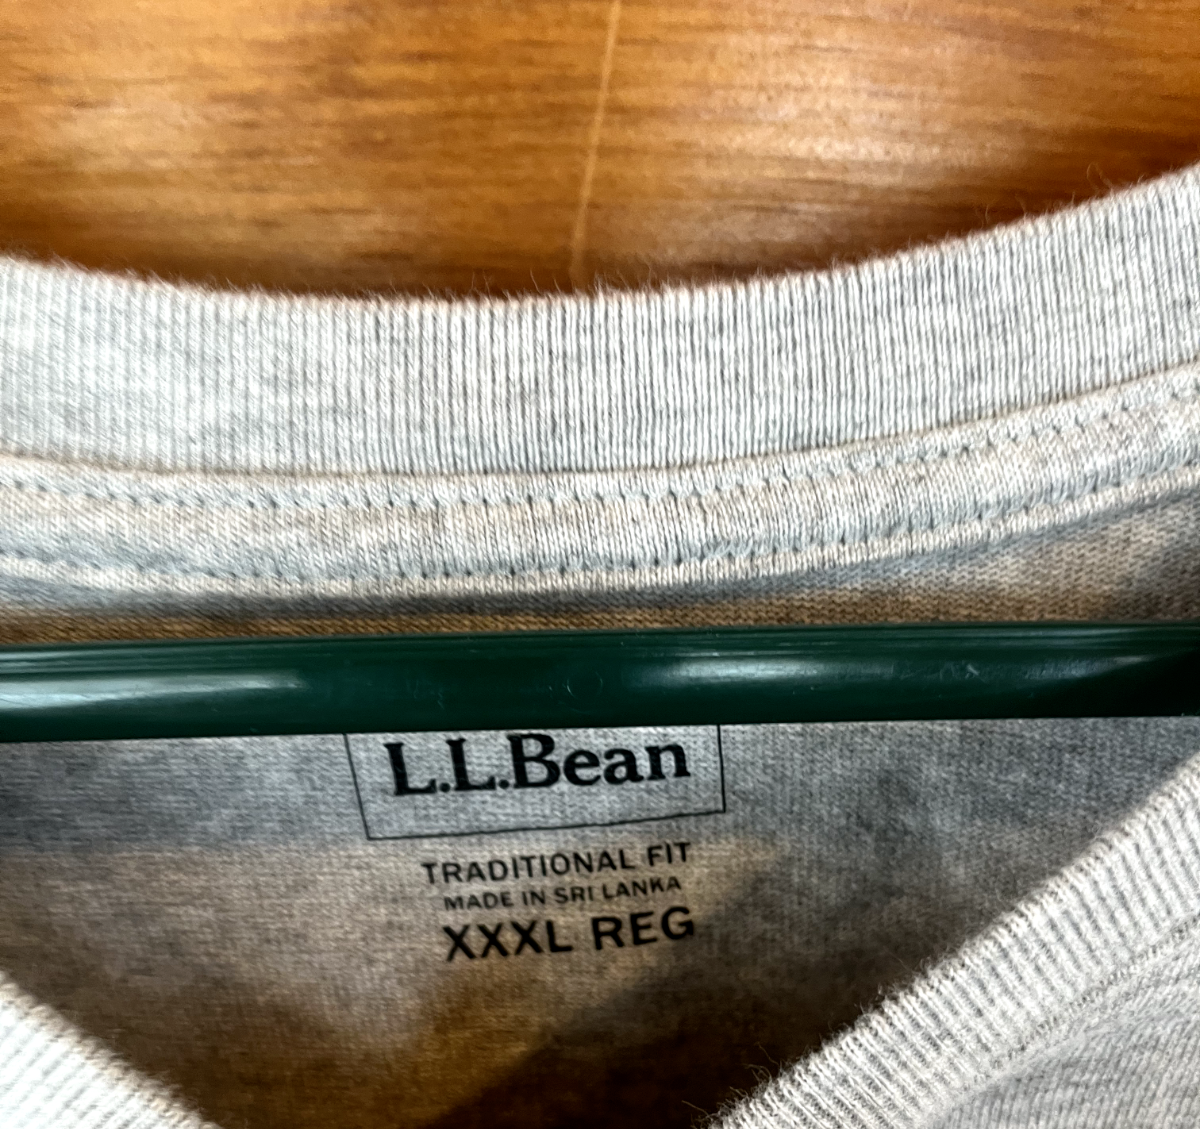 L.L.Bean
TRADITIONAL FIT
MADE IN SRI LANKA
XXXL REG